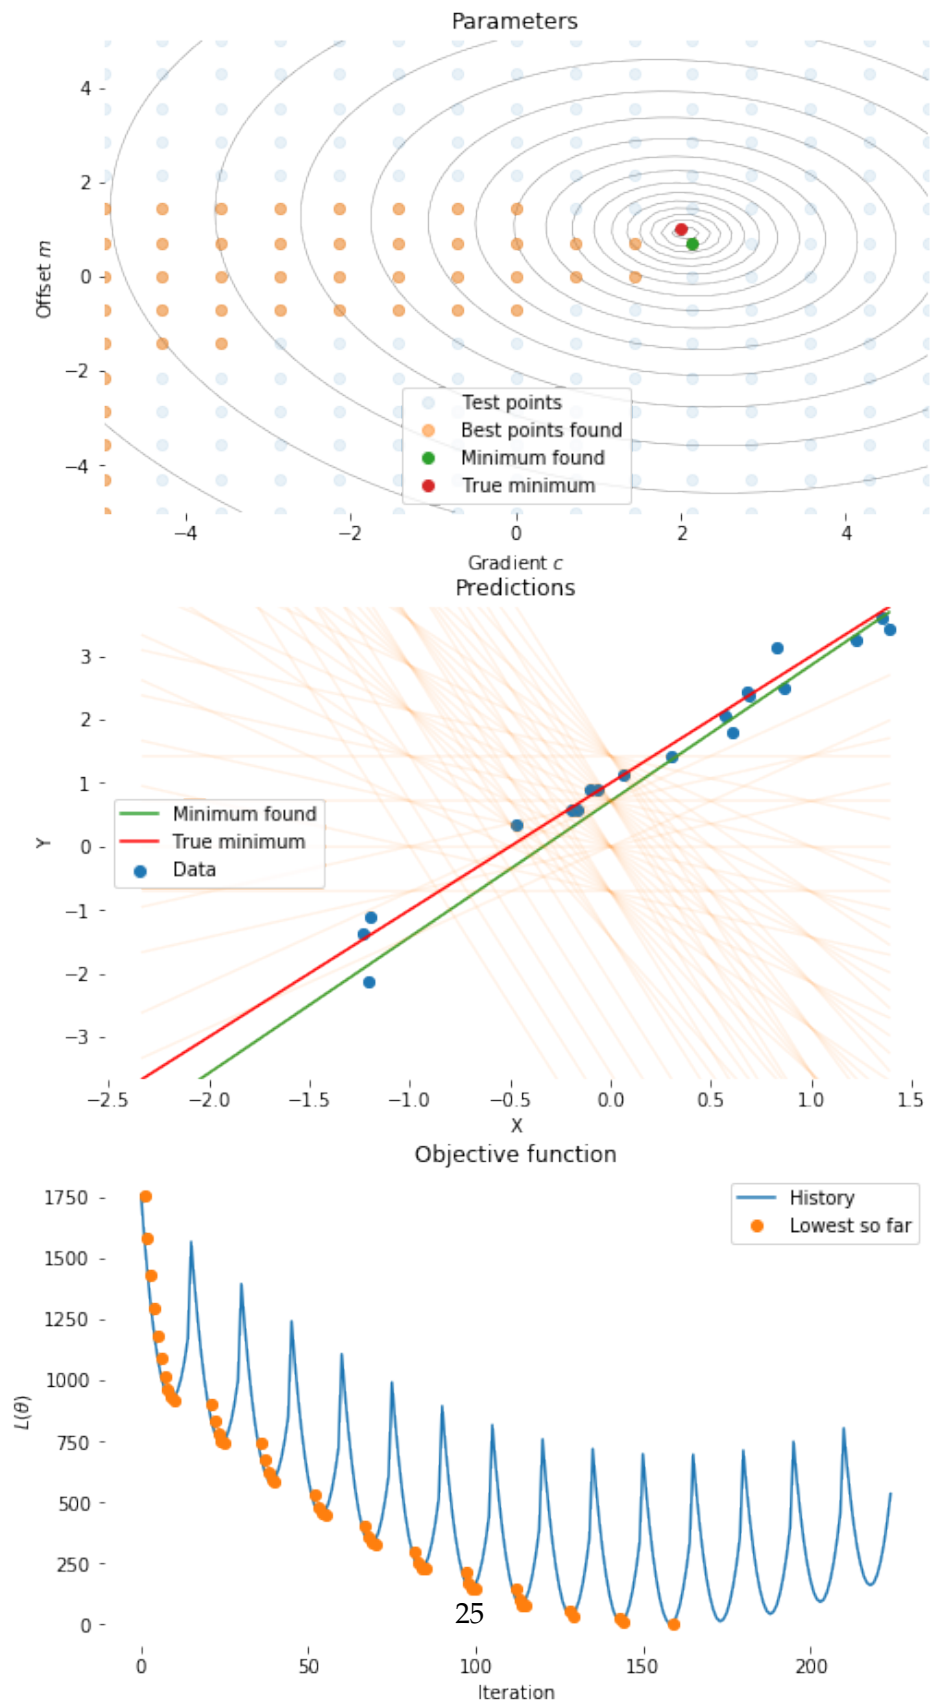 Parameters
4
2
0
−2
−4
Offset m
Test points
Best points found
Minimum found
True minimum
−4 −2 0 2 4
Gradient c
Predictions
3
2
1
0
−1
−2
−3
Y
Minimum found
True minimum
Data
−2.5 −2.0 −1.5 −1.0 −0.5 0.0 0.5 1.0 1.5
X
Objective function
1750
1500
1250
1000
750
500
250
0
L(θ)
History
Lowest so far
25
0 50 100 150 200
Iteration